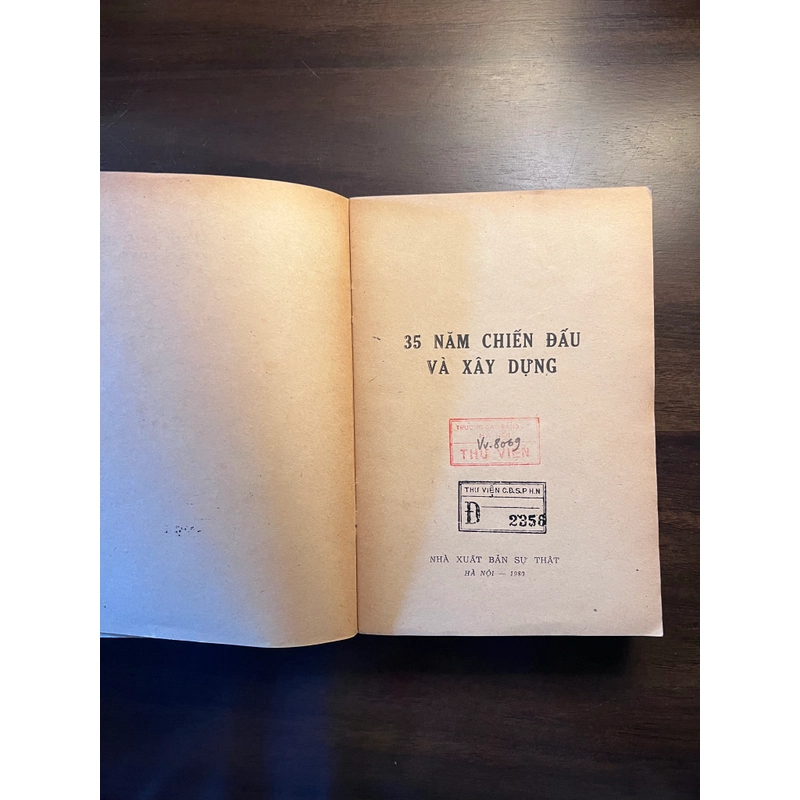 35 NĂM CHIẾN ĐẤU
VÀ XÂY DỰNG
Vv.8069
THƯ VIỆN
THƯ VIỆN C.Đ.S.P H.N
Đ 2356
NHÀ XUẤT BẢN SỰ THẬT
HÀ NỘI — 1980